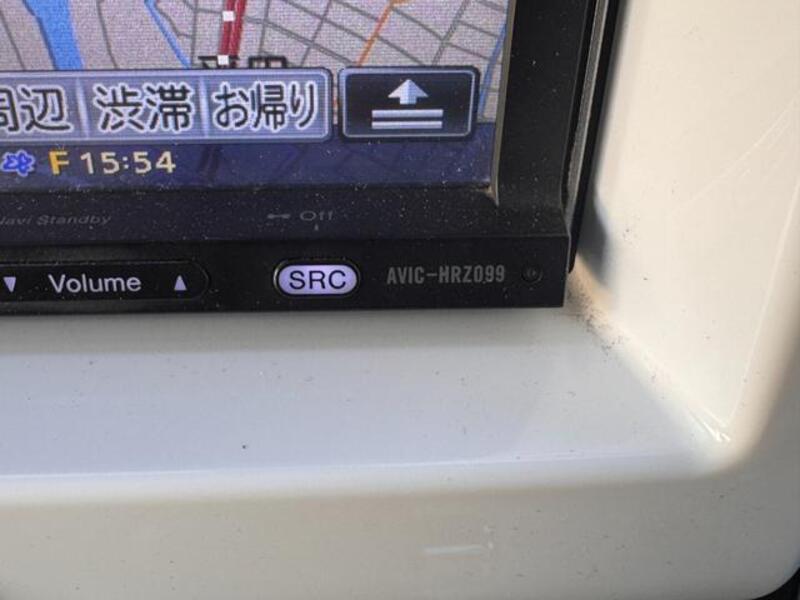 周辺 渋滞 お帰り
F 15:54
Navi Standby
Off
Volume
SRC
AVIC-HRZ099